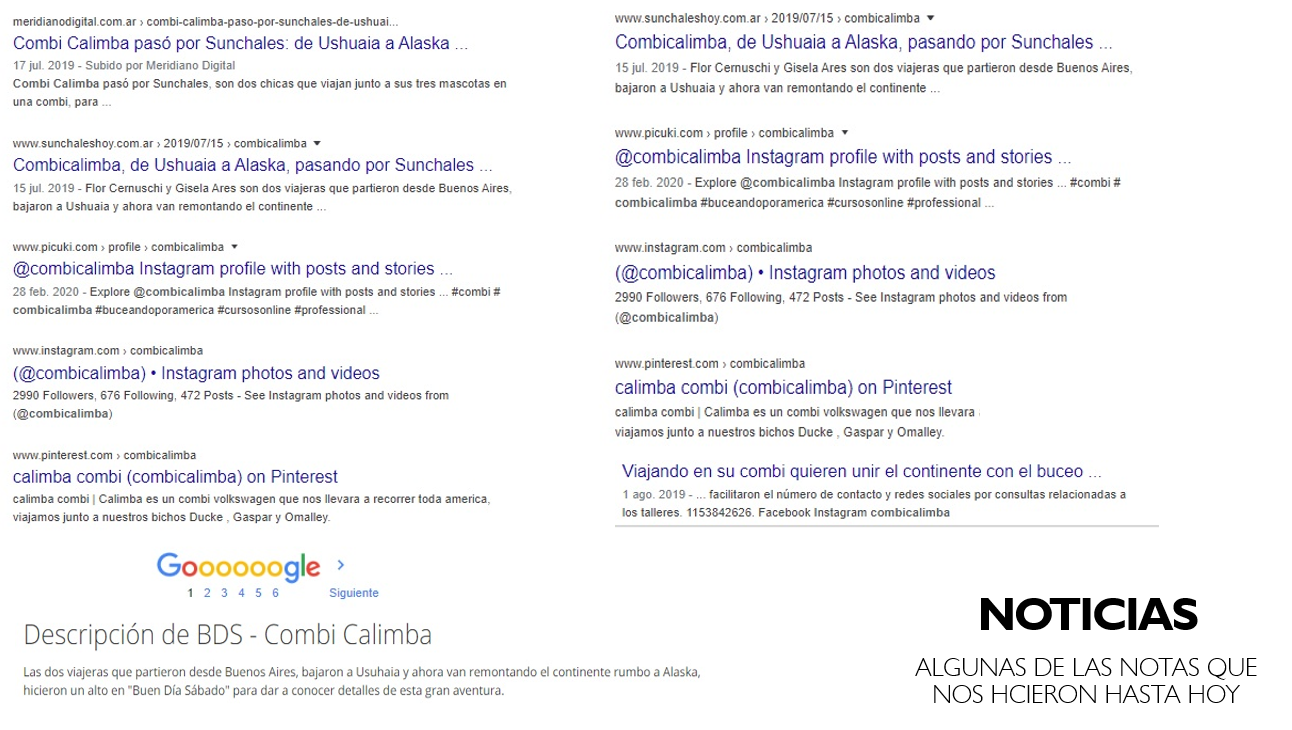 meridianodigital.com.ar › combi-calimba-paso-por-sunchales-de-ushuai...
Combi Calimba pasó por Sunchales: de Ushuaia a Alaska ...
17 jul. 2019 - Subido por Meridiano Digital
Combi Calimba pasó por Sunchales, son dos chicas que viajan junto a sus tres mascotas en
una combi, para ...
www.sunchaleshoy.com.ar › 2019/07/15 › combicalimba
Combicalimba, de Ushuaia a Alaska, pasando por Sunchales ...
15 jul. 2019 - Flor Cernuschi y Gisela Ares son dos viajeras que partieron desde Buenos Aires,
bajaron a Ushuaia y ahora van remontando el continente ...
www.picuki.com › profile › combicalimba
@combicalimba Instagram profile with posts and stories ...
28 feb. 2020 - Explore @combicalimba Instagram profile with posts and stories ... #combi #
combicalimba #buceandoporamerica #cursosonline #professional ...
www.instagram.com › combicalimba
(@combicalimba) • Instagram photos and videos
2990 Followers, 676 Following, 472 Posts - See Instagram photos and videos from
(@combicalimba)
www.pinterest.com › combicalimba
calimba combi (combicalimba) on Pinterest
calimba combi | Calimba es un combi volkswagen que nos llevara a recorrer toda america,
viajamos junto a nuestros bichos Ducke , Gaspar y Omalley.
Goooooogle >
1 2 3 4 5 6 Siguiente
Descripción de BDS - Combi Calimba
Las dos viajeras que partieron desde Buenos Aires, bajaron a Usuhaia y ahora van remontando el continente rumbo a Alaska,
hicieron un alto en "Buen Día Sábado" para dar a conocer detalles de esta gran aventura.
www.sunchaleshoy.com.ar › 2019/07/15 › combicalimba
Combicalimba, de Ushuaia a Alaska, pasando por Sunchales ...
15 jul. 2019 - Flor Cernuschi y Gisela Ares son dos viajeras que partieron desde Buenos Aires,
bajaron a Ushuaia y ahora van remontando el continente ...
www.picuki.com › profile › combicalimba
@combicalimba Instagram profile with posts and stories ...
28 feb. 2020 - Explore @combicalimba Instagram profile with posts and stories ... #combi #
combicalimba #buceandoporamerica #cursosonline #professional ...
www.instagram.com › combicalimba
(@combicalimba) • Instagram photos and videos
2990 Followers, 676 Following, 472 Posts - See Instagram photos and videos from
(@combicalimba)
www.pinterest.com › combicalimba
calimba combi (combicalimba) on Pinterest
calimba combi | Calimba es un combi volkswagen que nos llevara
viajamos junto a nuestros bichos Ducke , Gaspar y Omalley.
Viajando en su combi quieren unir el continente con el buceo ...
1 ago. 2019 - ... facilitaron el número de contacto y redes sociales por consultas relacionadas a
los talleres. 1153842626. Facebook Instagram combicalimba
NOTICIAS
ALGUNAS DE LAS NOTAS QUE
NOS HCIERON HASTA HOY